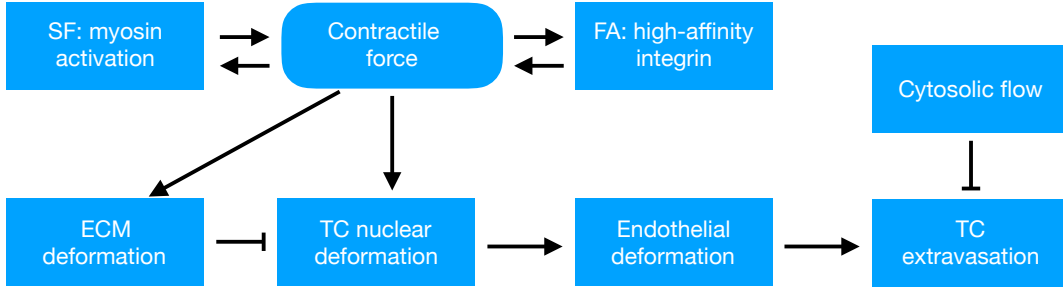 SF: myosin
activation
Contractile
force
FA: high-affinity
integrin
Cytosolic flow
ECM
deformation
TC nuclear
deformation
Endothelial
deformation
TC
extravasation